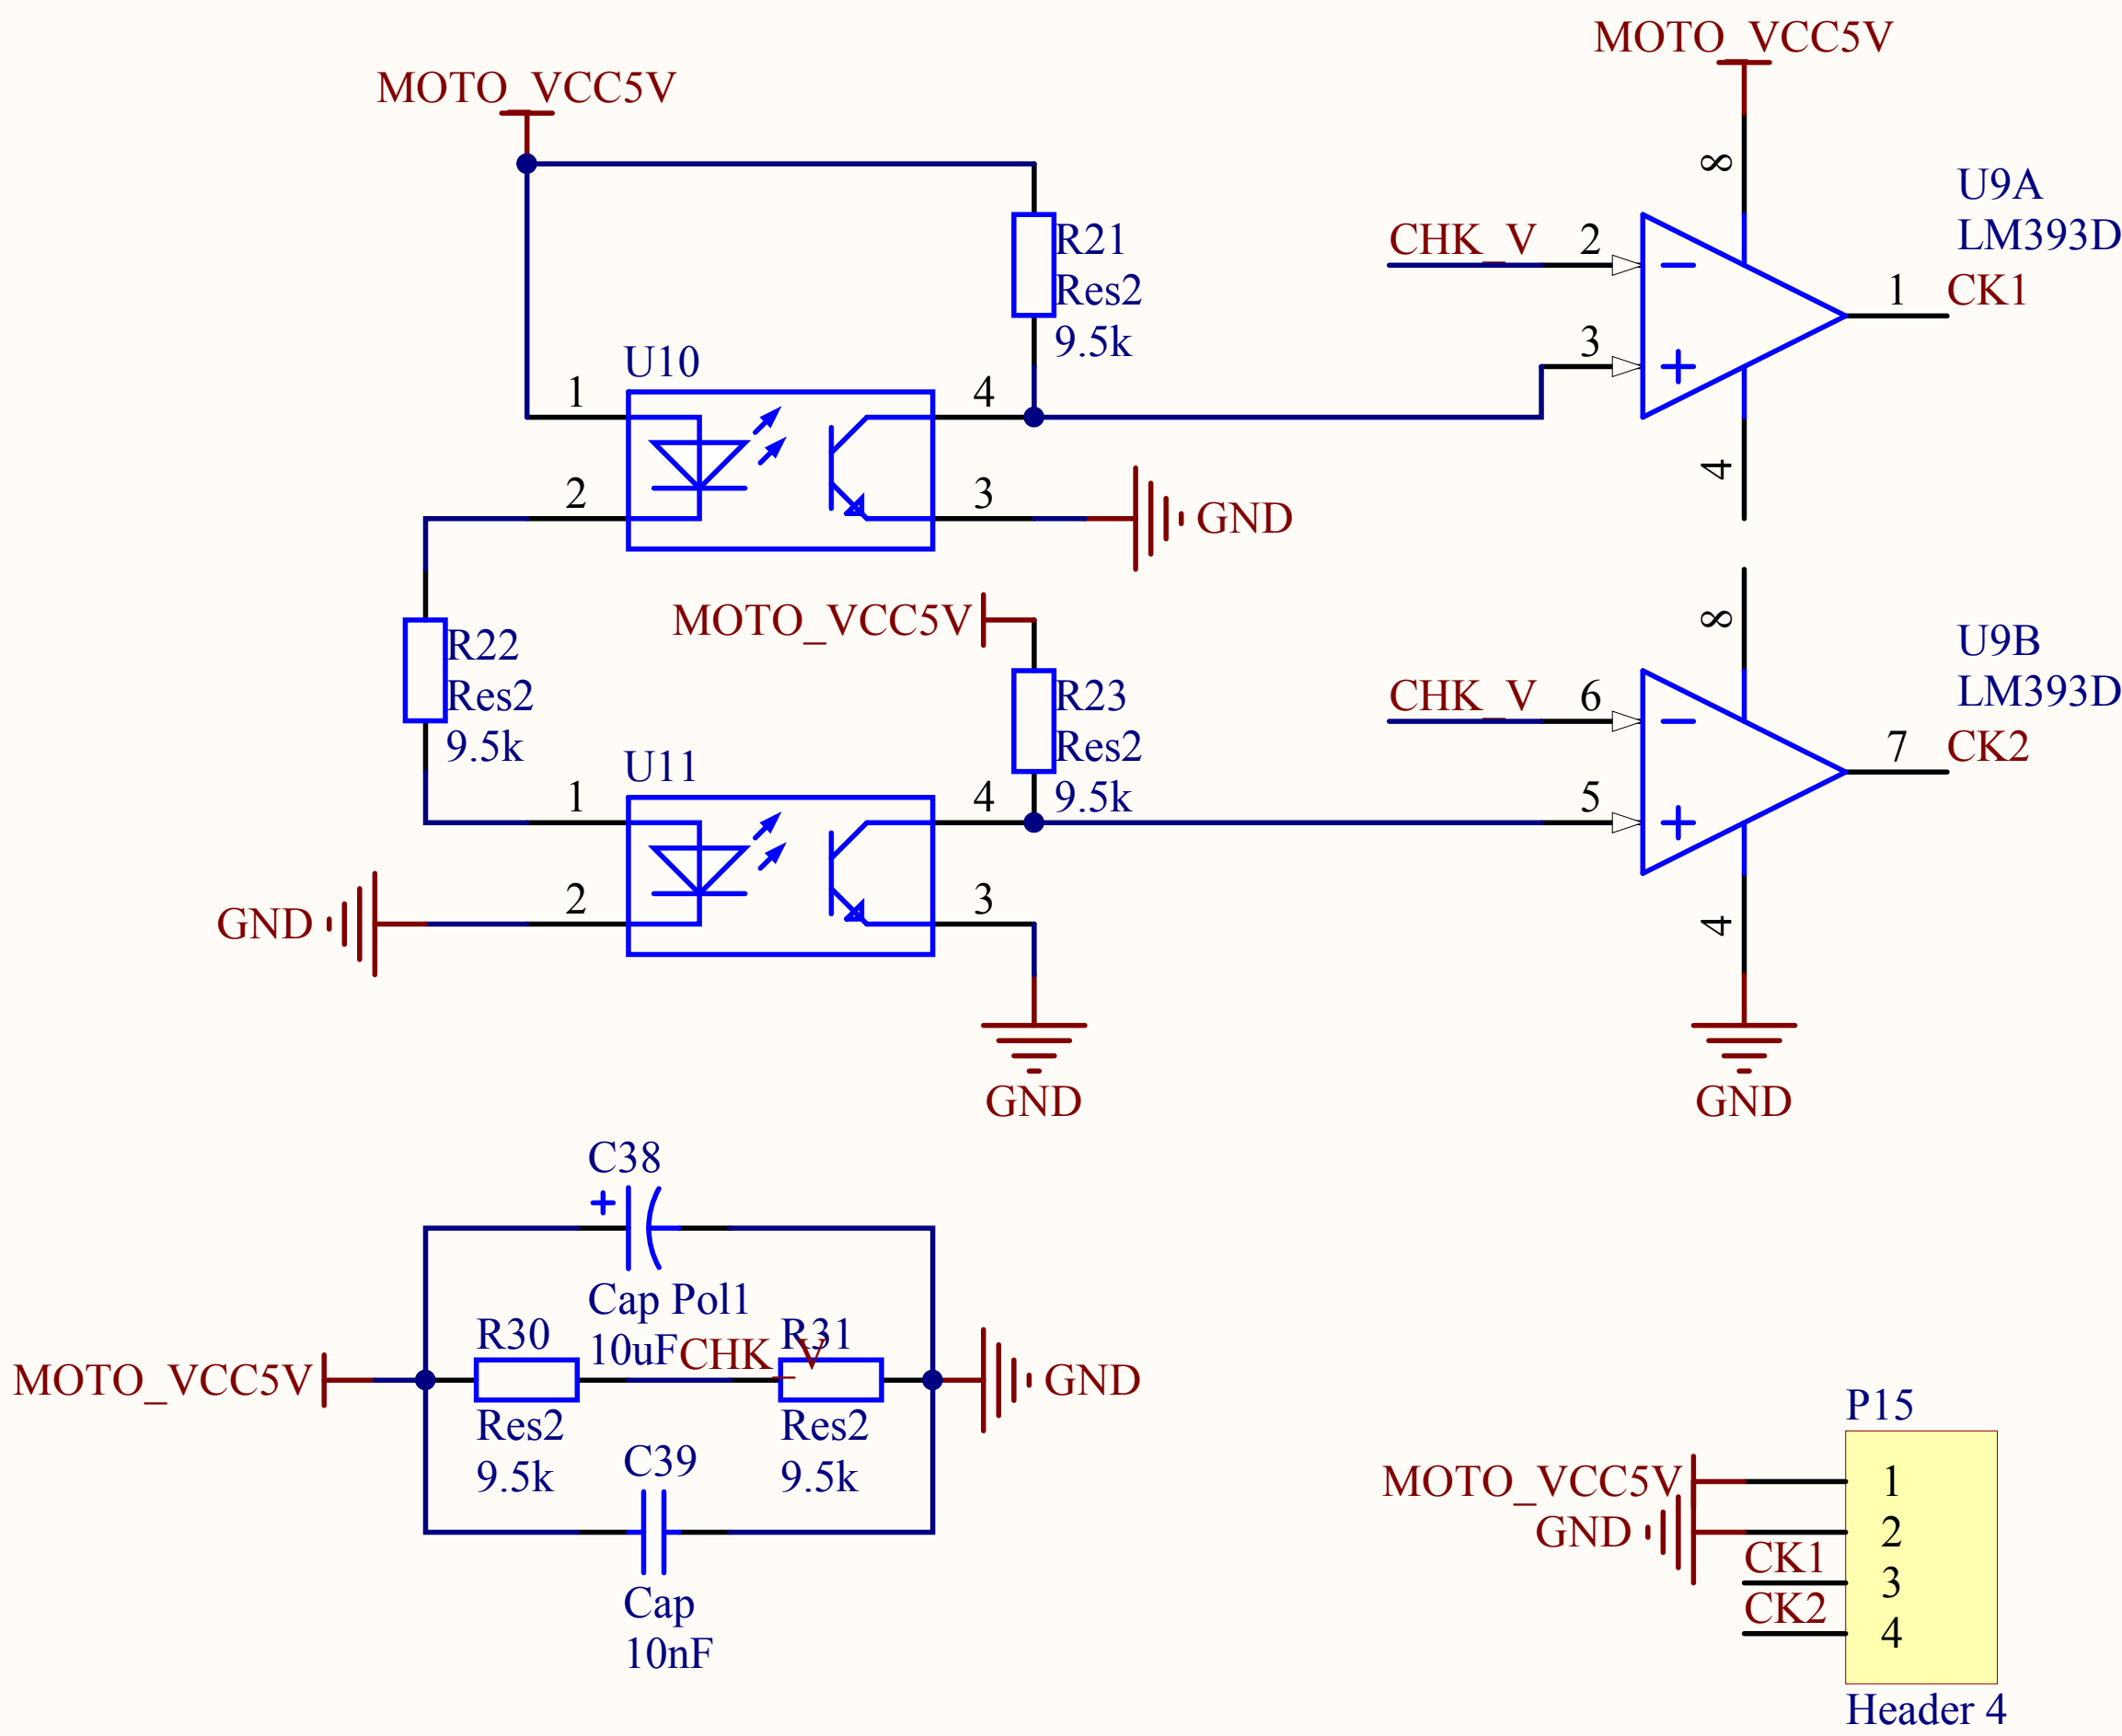 MOTO_VCC5V
MOTO_VCC5V
8
U9A
LM393D
R21
Res2
9.5k
CHK_V
2
1
CK1
3
U10
1
4
2
3
GND
4
MOTO_VCC5V
8
U9B
LM393D
R22
Res2
9.5k
R23
Res2
9.5k
CHK_V
6
7
CK2
5
U11
1
4
2
3
GND
4
GND
GND
C38
+
Cap Pol1
10uF
R30
CHK_V
R31
MOTO_VCC5V
GND
Res2
9.5k
Res2
9.5k
C39
Cap
10nF
P15
MOTO_VCC5V
1
GND
2
CK1
3
CK2
4
Header 4